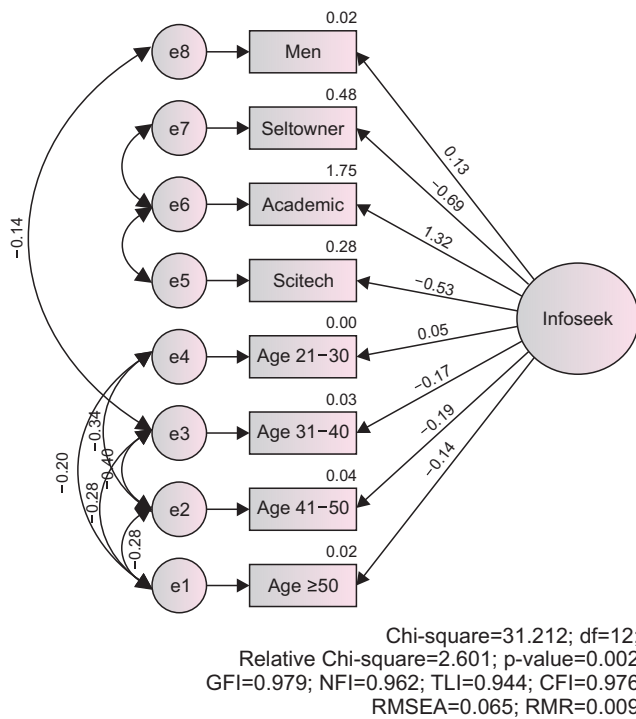 0.02
e8 Men
0.48
e7 Seltowner
0.13
1.75
−0.69
e6 Academic
−0.14
1.32
0.28
e5 Scitech
−0.53
Infoseek
0.00
0.05
e4 Age 21−30
−0.17
0.03
−0.34
e3 Age 31−40
−0.19
−0.40
−0.20
0.04
−0.14
−0.28
e2 Age 41−50
−0.28
0.02
e1 Age ≥50
Chi-square=31.212; df=12;
Relative Chi-square=2.601; p-value=0.002
GFI=0.979; NFI=0.962; TLI=0.944; CFI=0.976
RMSEA=0.065; RMR=0.009